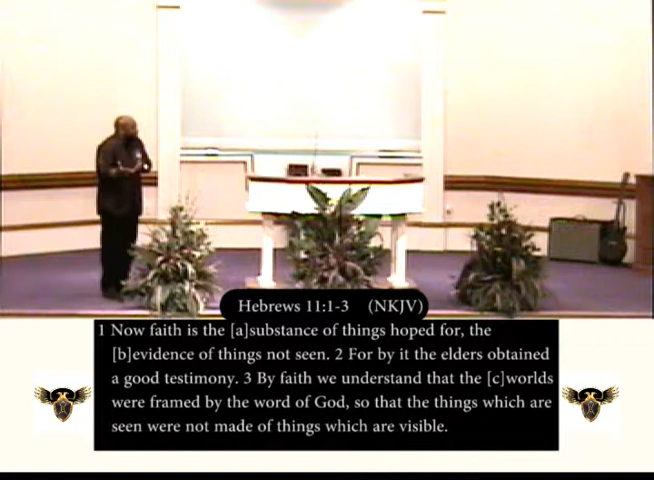 Hebrews 11:1-3 (NKJV)
1 Now faith is the [a]substance of things hoped for, the
[b]evidence of things not seen. 2 For by it the elders obtained
a good testimony. 3 By faith we understand that the [c]worlds
were framed by the word of God, so that the things which are
seen were not made of things which are visible.